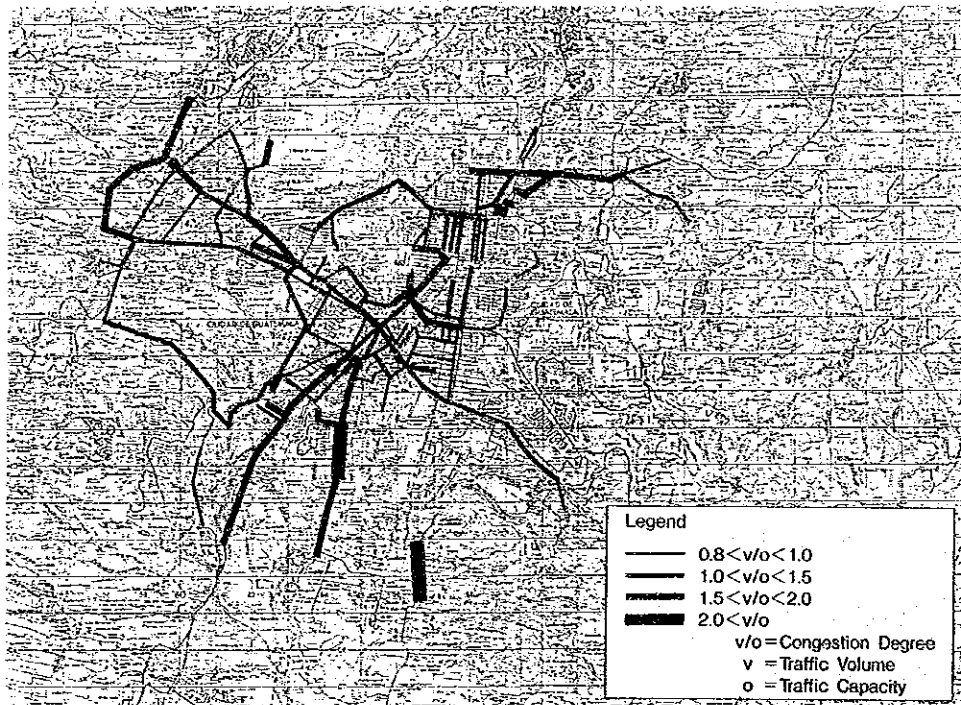 CIUDAD DE GUATEMALA
Legend
0.8<v/o<1.0
1.0<v/o<1.5
1.5<v/o<2.0
2.0<v/o
v/o=Congestion Degree
v =Traffic Volume
o =Traffic Capacity